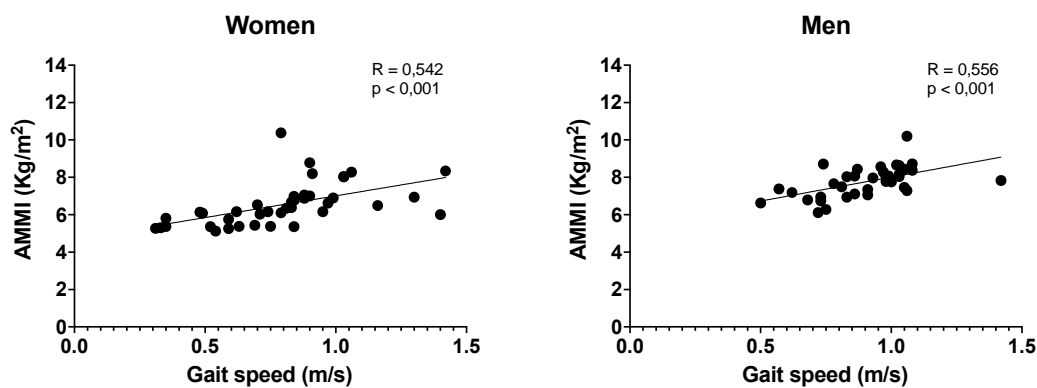 Women
R = 0,542
p < 0,001
AMMI (Kg/m²)
14
12
10
8
6
4
2
0
0.0 0.5 1.0 1.5
Gait speed (m/s)
Men
R = 0,556
p < 0,001
AMMI (Kg/m²)
14
12
10
8
6
4
2
0
0.0 0.5 1.0 1.5
Gait speed (m/s)